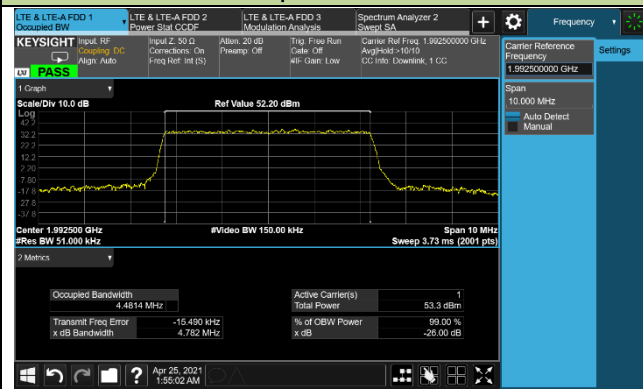 LTE & LTE-A FDD 1
Occupied BW
LTE & LTE-A FDD 2
Power Stat CCDF
LTE & LTE-A FDD 3
Modulation Analysis
Spectrum Analyzer 2
Swept SA
+
Frequency
KEYSIGHT
Input: RF
Coupling: DC
Align: Auto
Input Z: 50 Ω
Corrections: On
Freq Ref: Int (S)
Atten: 20 dB
Preamp: Off
Trig: Free Run
Gate: Off
#IF Gain: Low
Carrier Ref Freq: 1.992500000 GHz
Avg|Hold:>10/10
CC Info: Downlink, 1 CC
LXI
PASS
Carrier Reference
Frequency
1.992500000 GHz
Settings
Span
10.000 MHz
Auto Detect
Manual
1 Graph
Scale/Div 10.0 dB
Ref Value 52.20 dBm
Log
42.2
32.2
22.2
12.2
2.20
-7.80
-17.8
-27.8
-37.8
Center 1.992500 GHz
#Video BW 150.00 kHz
Span 10 MHz
#Res BW 51.000 kHz
Sweep 3.73 ms (2001 pts)
2 Metrics
Occupied Bandwidth
4.4814 MHz
Active Carrier(s)
1
Total Power
53.3 dBm
Transmit Freq Error
-15.490 kHz
% of OBW Power
99.00 %
x dB Bandwidth
4.782 MHz
x dB
-26.00 dB
?
Apr 25, 2021
1:55:02 AM